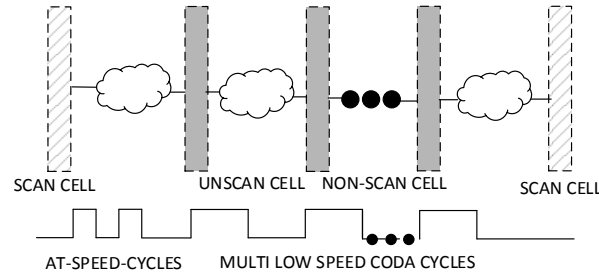 SCAN CELL
UNSCAN CELL
NON-SCAN CELL
SCAN CELL
AT-SPEED-CYCLES
MULTI LOW SPEED CODA CYCLES